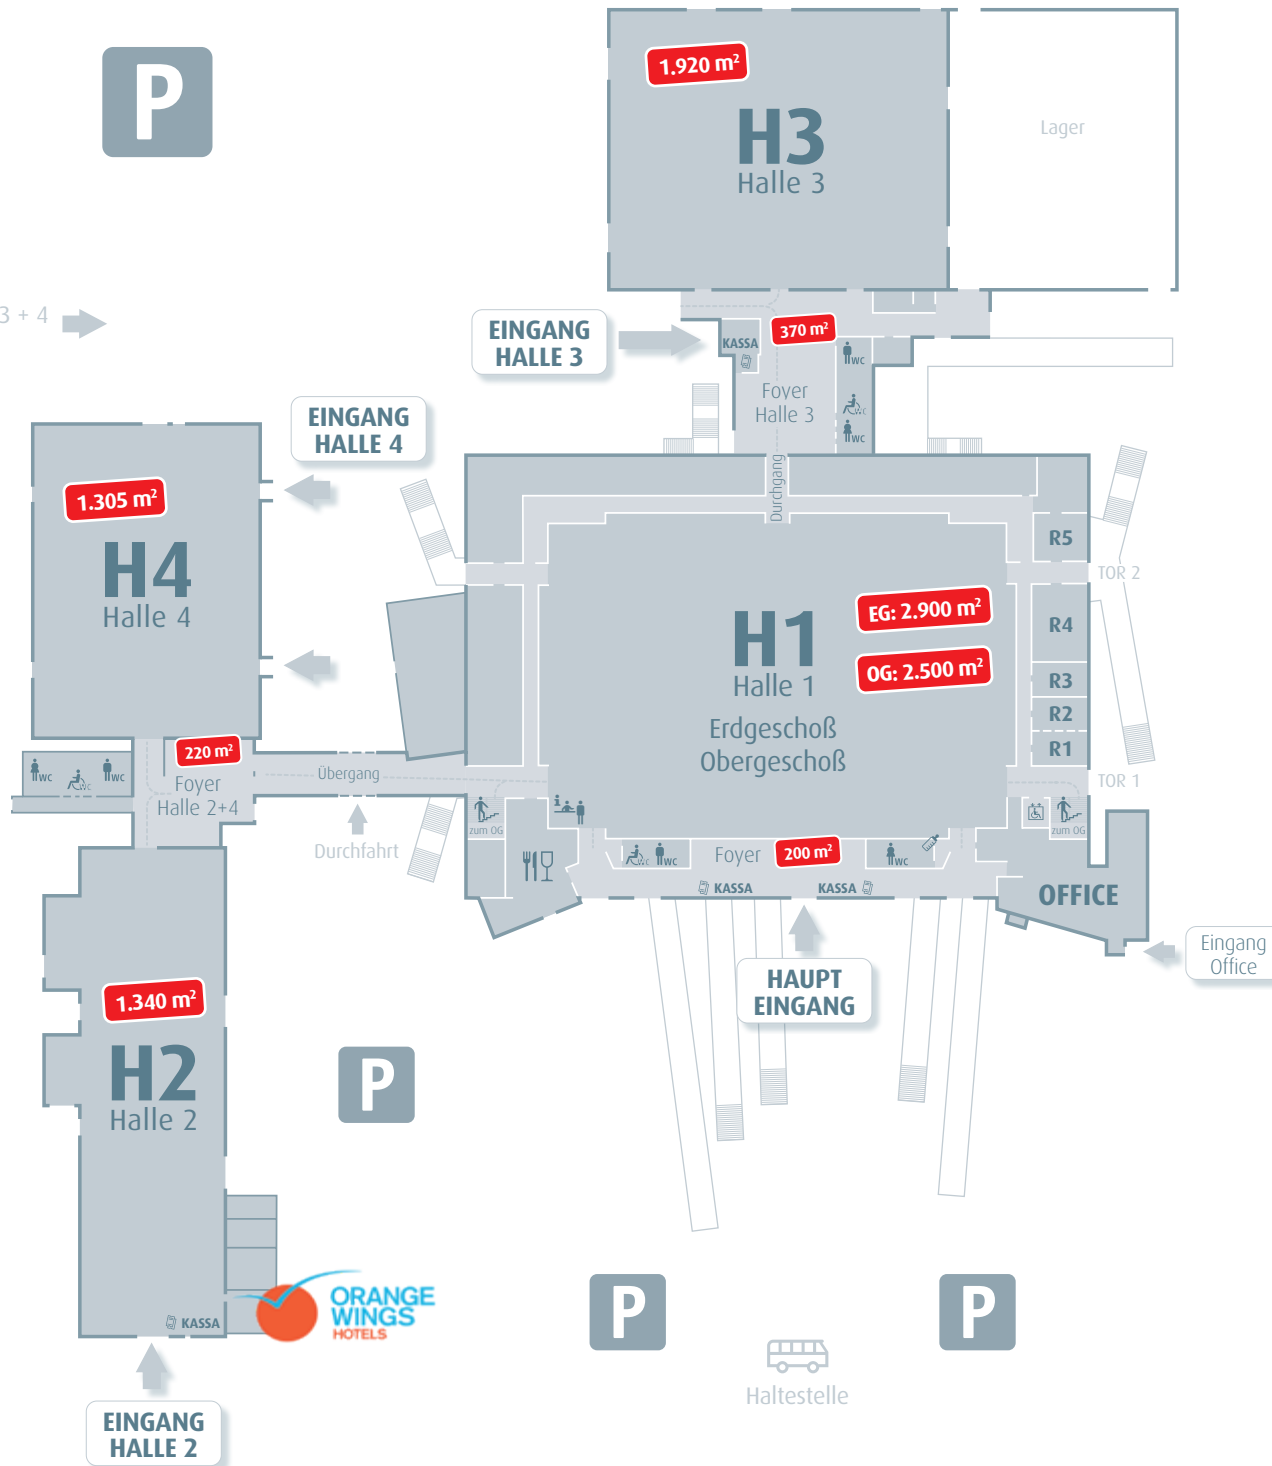 P
1.920 m²
H3
Halle 3
Lager
3 + 4
EINGANG
HALLE 3
KASSA
370 m²
WC
Foyer
Halle 3
WC
WC
EINGANG
HALLE 4
1.305 m²
H4
Halle 4
Durchgang
R5
TOR 2
EG: 2.900 m²
R4
H1
Halle 1
OG: 2.500 m²
R3
Erdgeschoß
Obergeschoß
R2
R1
220 m²
WC
WC
WC
Foyer
Halle 2+4
Übergang
TOR 1
Durchfahrt
zum OG
zum OG
WC
WC
Foyer
200 m²
WC
KASSA
KASSA
OFFICE
Eingang
Office
HAUPT
EINGANG
1.340 m²
H2
Halle 2
P
KASSA
ORANGE
WINGS
HOTELS
P
P
Haltestelle
EINGANG
HALLE 2